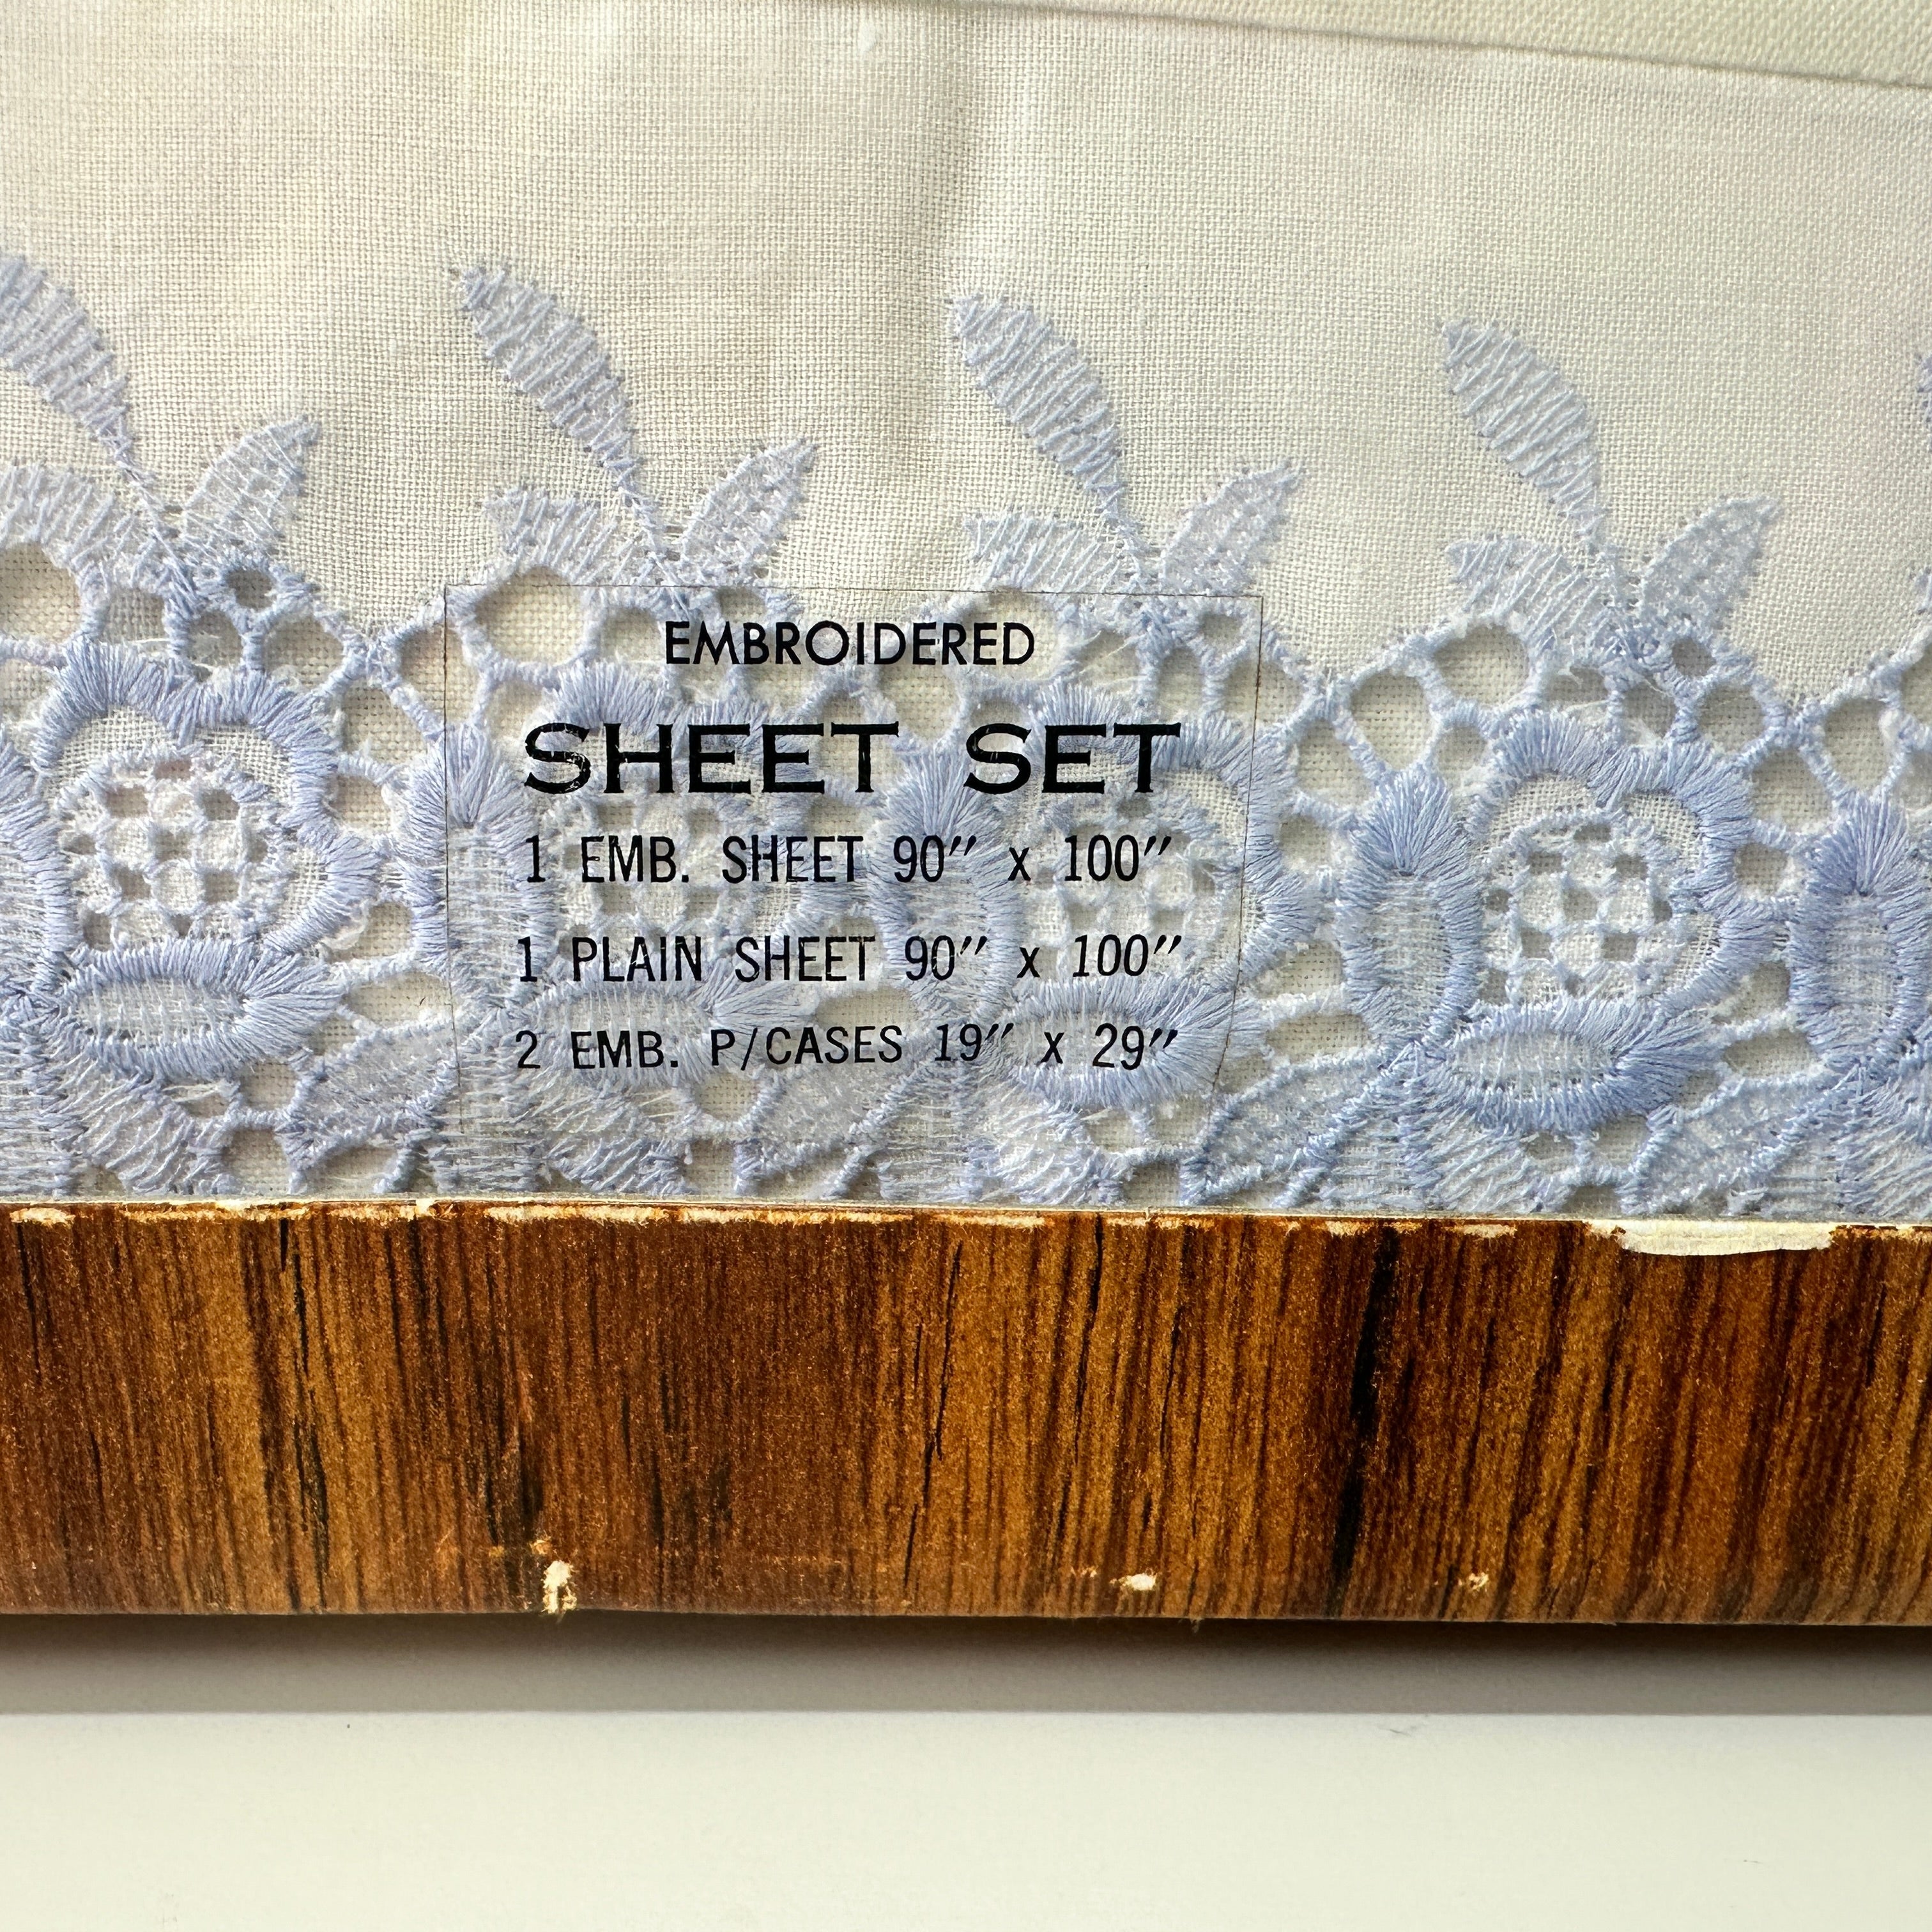 EMBROIDERED
SHEET SET
1 EMB. SHEET 90″ x 100″
1 PLAIN SHEET 90″ x 100″
2 EMB. P/CASES 19″ x 29″